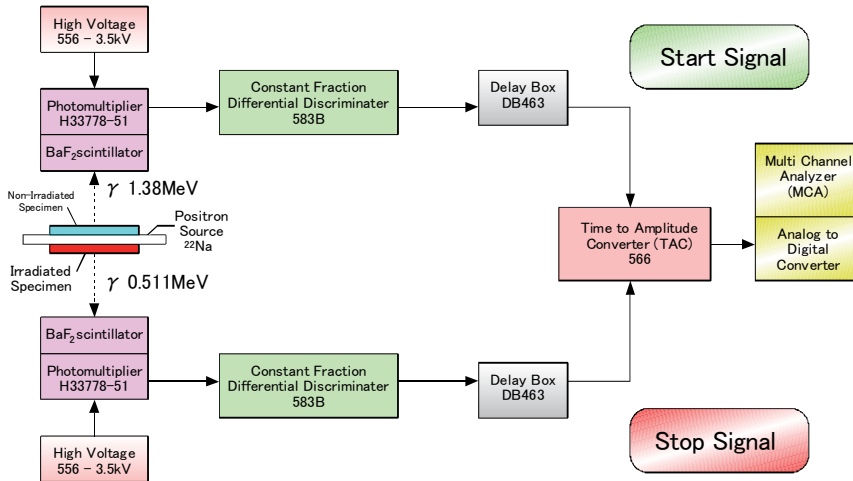 High Voltage
556 - 3.5kV
Start Signal
Photomultiplier
H33778-51
BaF₂scintillator
Constant Fraction
Differential Discriminater
583B
Delay Box
DB463
γ 1.38MeV
Non-Irradiated
Specimen
Positron
Source
²²Na
Irradiated
Specimen
γ 0.511MeV
Time to Amplitude
Converter (TAC)
566
Multi Channel
Analyzer
(MCA)
Analog to
Digital
Converter
BaF₂scintillator
Photomultiplier
H33778-51
Constant Fraction
Differential Discriminater
583B
Delay Box
DB463
High Voltage
556 - 3.5kV
Stop Signal